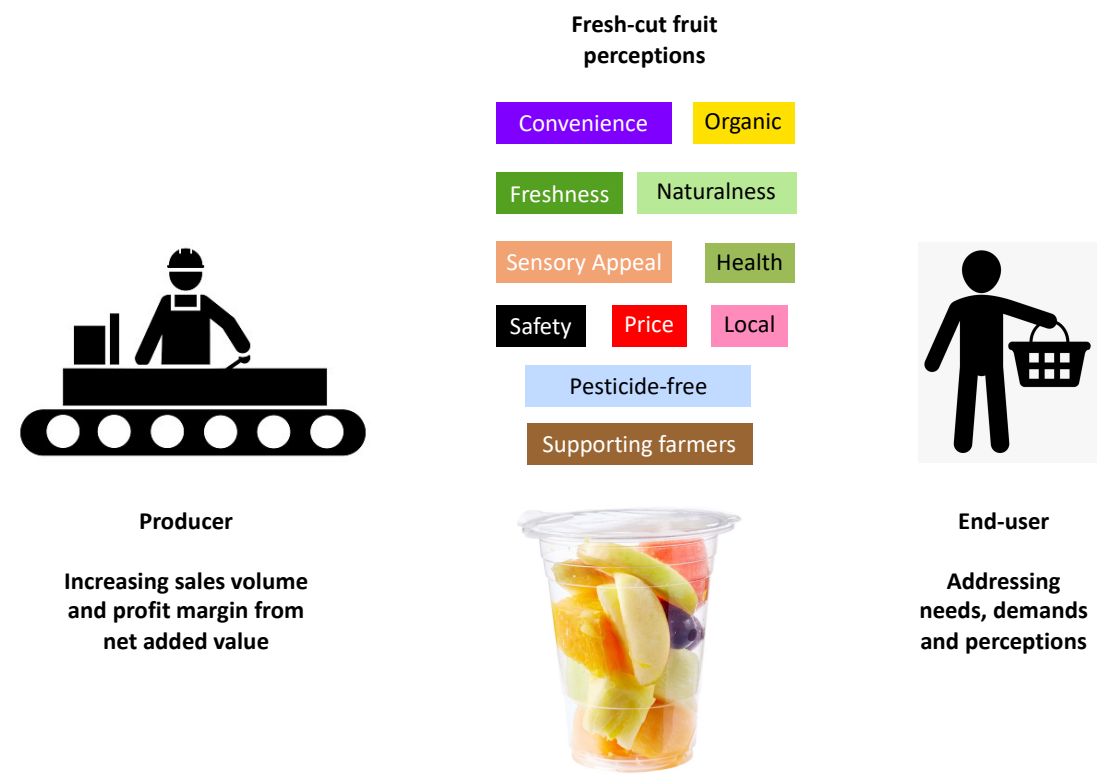 Fresh-cut fruit
perceptions
Convenience
Organic
Freshness
Naturalness
Sensory Appeal
Health
Safety
Price
Local
Pesticide-free
Supporting farmers
Producer
Increasing sales volume
and profit margin from
net added value
End-user
Addressing
needs, demands
and perceptions